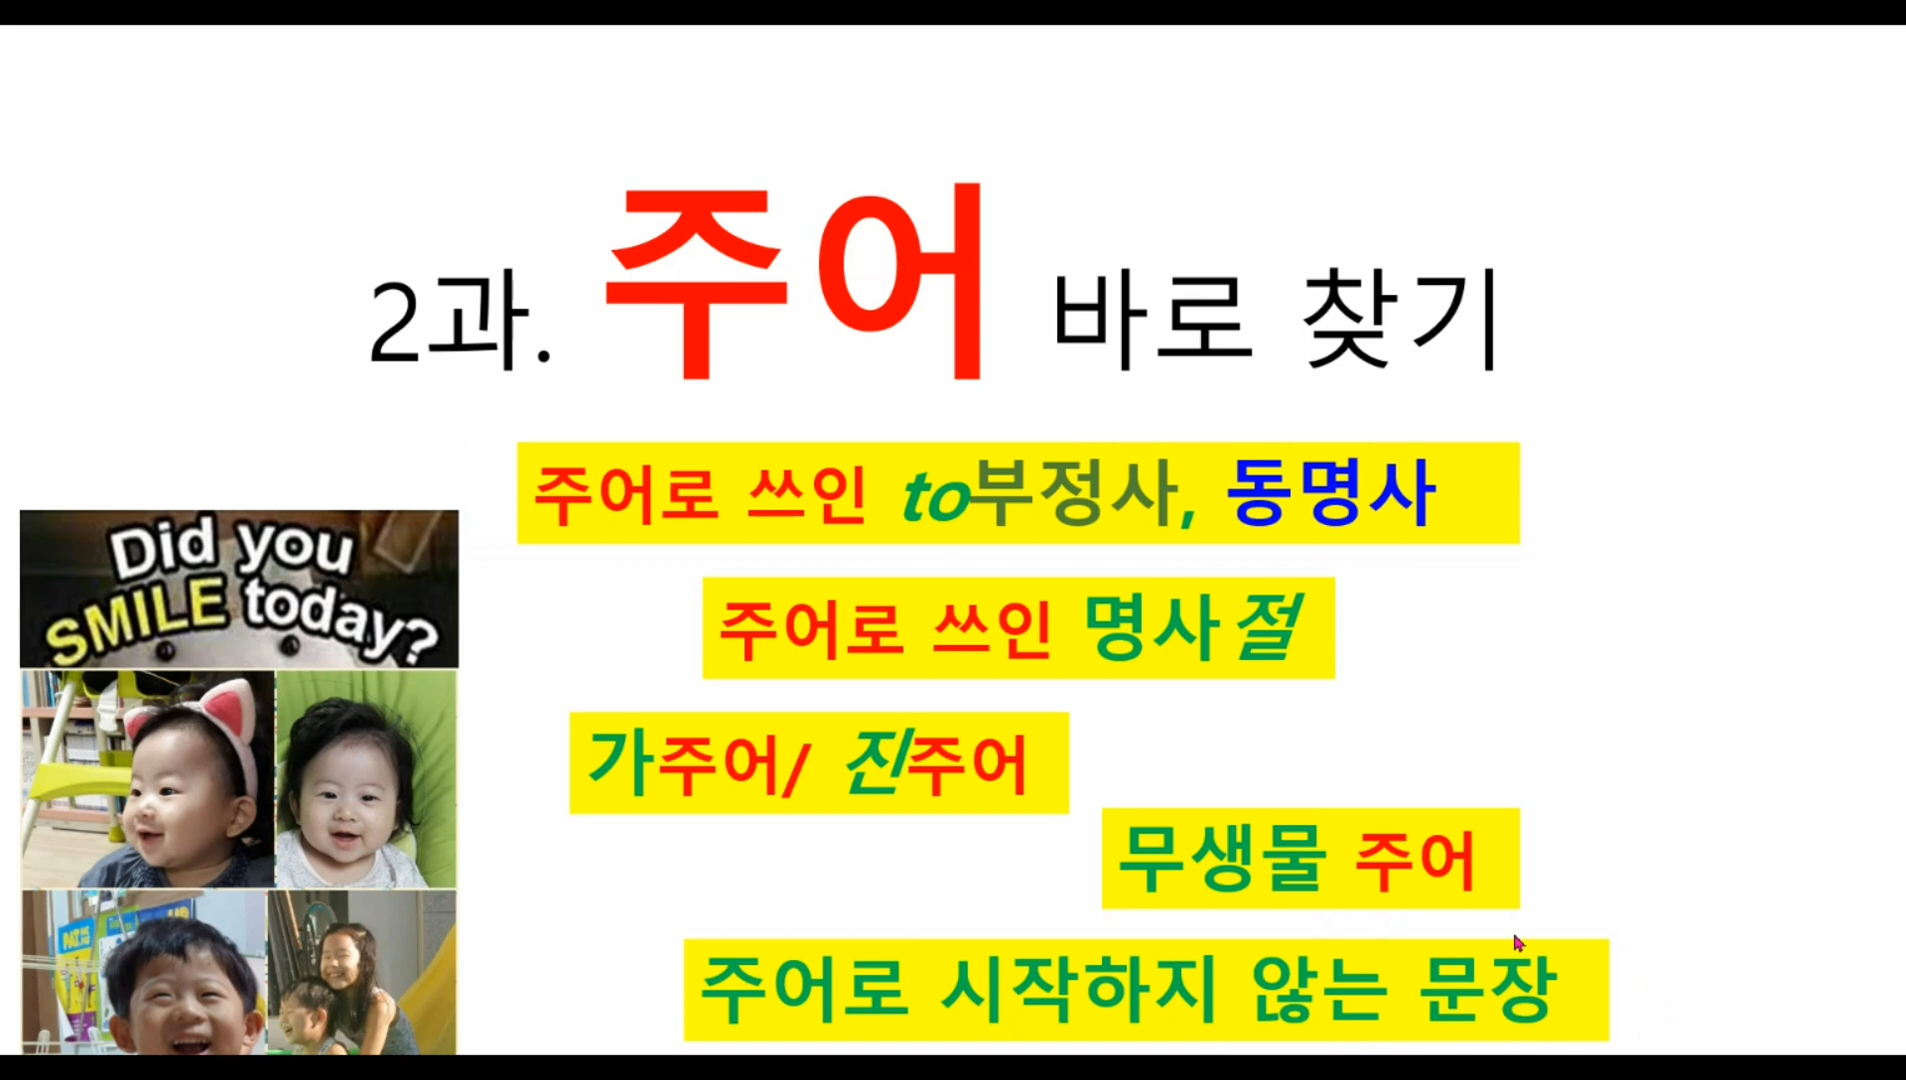 2과. 주어 바로 찾기
주어로 쓰인 to부정사, 동명사
주어로 쓰인 명사절
가주어/ 진주어
무생물 주어
주어로 시작하지 않는 문장
Did you
SMILE today?